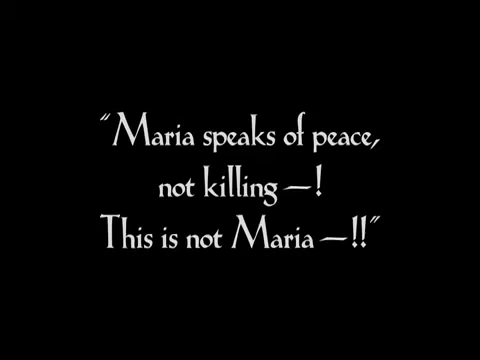 “Maria speaks of peace,
not killing—!
This is not Maria—!!”